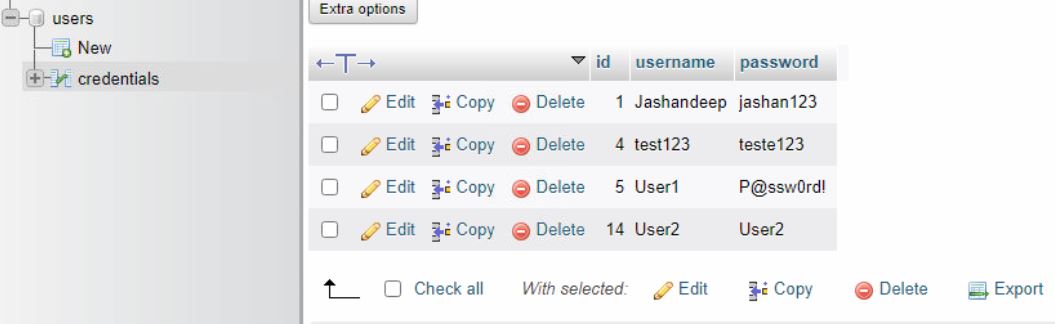 Extra options
users
New
credentials
id username password
Edit Copy Delete 1 Jashandeep jashan123
Edit Copy Delete 4 test123 teste123
Edit Copy Delete 5 User1 P@ssw0rd!
Edit Copy Delete 14 User2 User2
Check all With selected: Edit Copy Delete Export